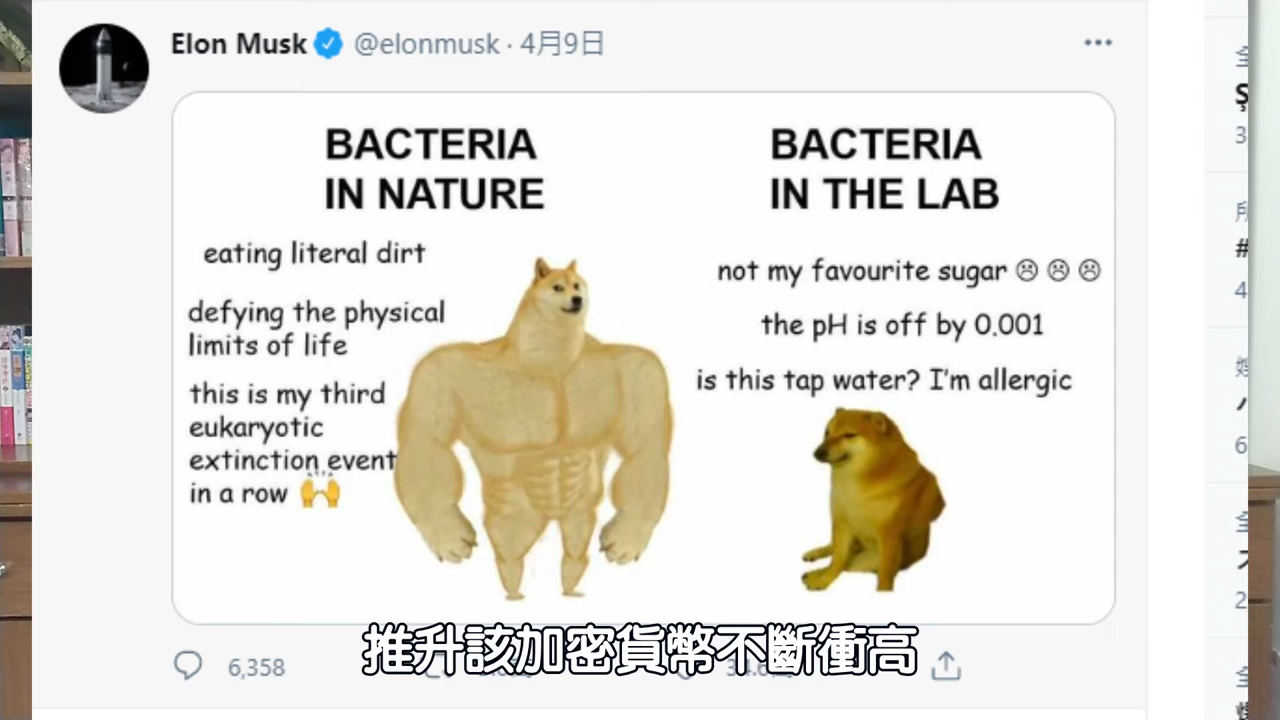 Elon Musk @elonmusk · 4月9日
BACTERIA
IN NATURE
eating literal dirt
defying the physical
limits of life
this is my third
eukaryotic
extinction event
in a row 🙌
BACTERIA
IN THE LAB
not my favourite sugar ☹ ☹ ☹
the pH is off by 0.001
is this tap water? I'm allergic
6,358
推升該加密貨幣不斷衝高